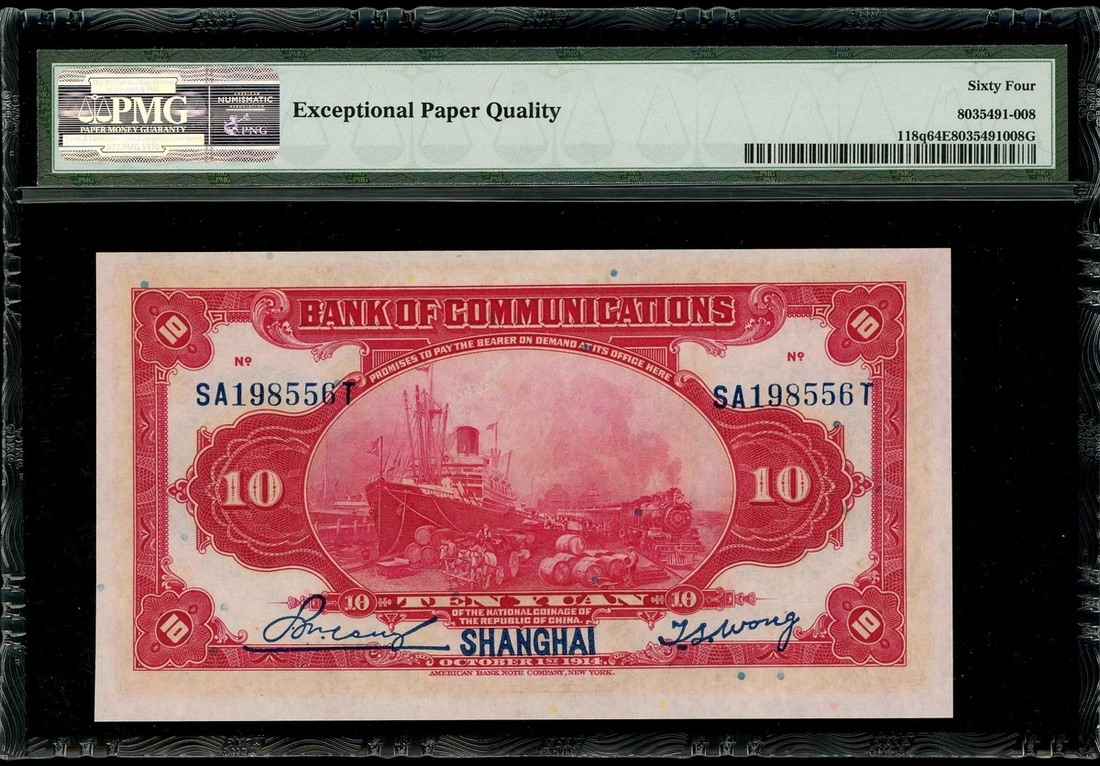 PMG
PAPER MONEY GUARANTY
NUMISMATIC
PNG
Exceptional Paper Quality
Sixty Four
8035491-008
118q64E8035491008G
BANK OF COMMUNICATIONS
PROMISES TO PAY THE BEARER ON DEMAND AT ITS OFFICE HERE
10 10
Nº Nº
SA198556T SA198556T
10 10
10 TEN YUAN 10
OF THE NATIONAL COINAGE OF
THE REPUBLIC OF CHINA.
10 10
SHANGHAI
T.S. Wong
OCTOBER 1ST 1914.
AMERICAN BANK NOTE COMPANY, NEW YORK.